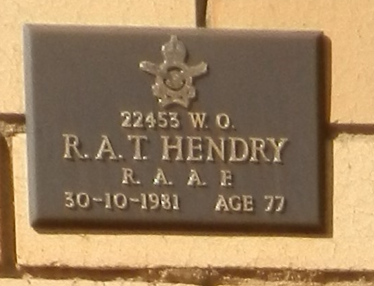 22453 W. O.
R. A. T HENDRY
R. A. A. F.
30-10-1981 AGE 77